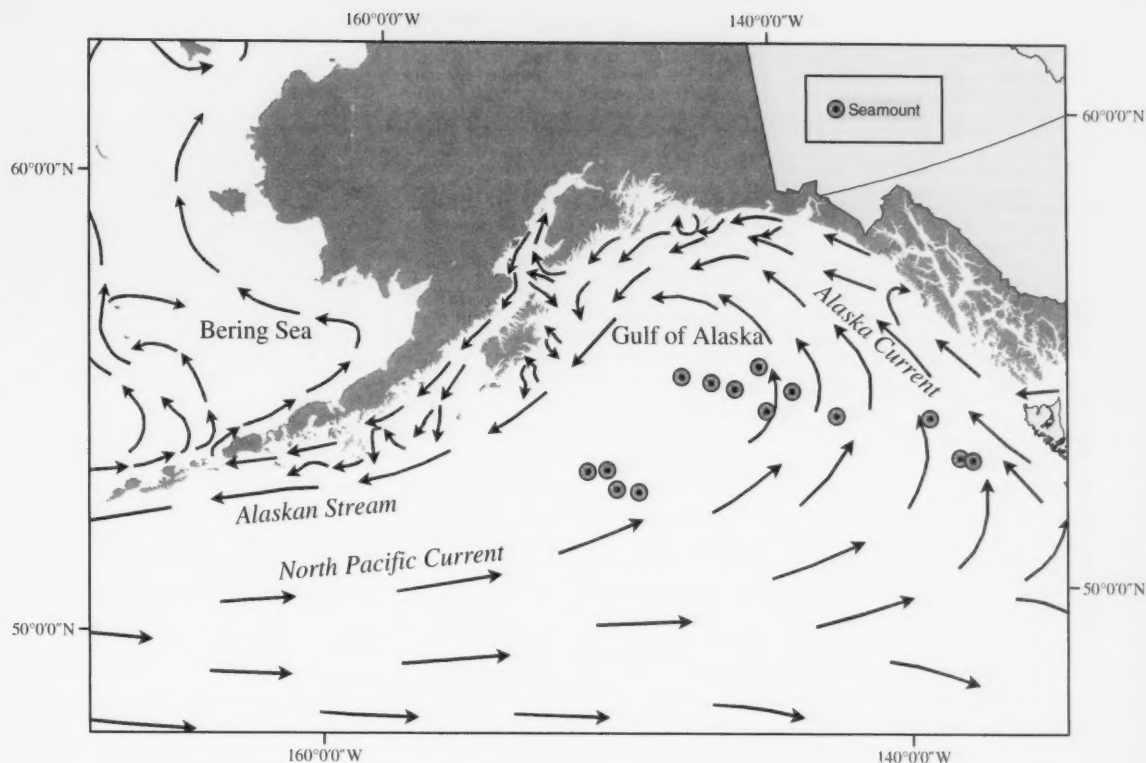 160°0'0"W
140°0'0"W
Seamount
60°0'0"N
60°0'0"N
Bering Sea
Gulf of Alaska
Alaska Current
Alaskan Stream
North Pacific Current
50°0'0"N
50°0'0"N
160°0'0"W
140°0'0"W